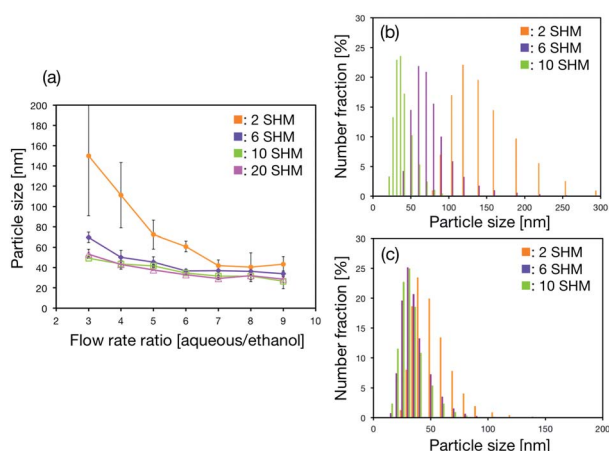 (a)
200
180
160
140
120
100
80
60
40
20
0
Particle size [nm]
: 2 SHM
: 6 SHM
: 10 SHM
: 20 SHM
2 3 4 5 6 7 8 9 10
Flow rate ratio [aqueous/ethanol]
(b)
30
25
20
15
10
5
0
Number fraction [%]
: 2 SHM
: 6 SHM
: 10 SHM
0 50 100 150 200 250 300
Particle size [nm]
(c)
30
25
20
15
10
5
0
Number fraction [%]
: 2 SHM
: 6 SHM
: 10 SHM
0 50 100 150 200
Particle size [nm]